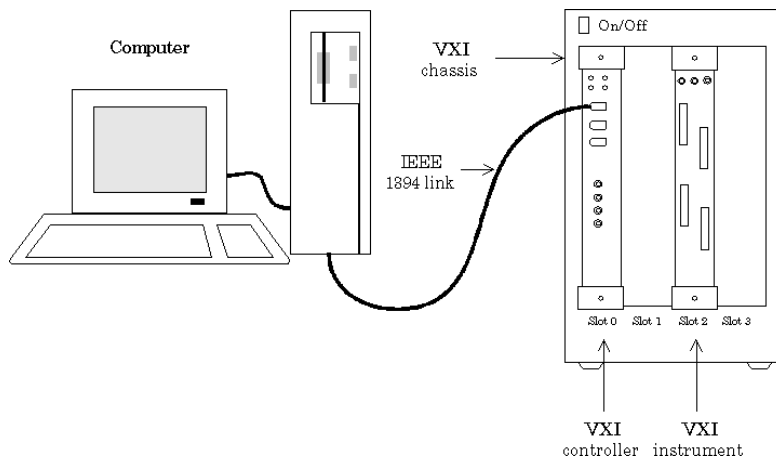 Computer
VXI
chassis
On/Off
IEEE
1394 link
Slot 0 Slot 1 Slot 2 Slot 3
VXI
controller
VXI
instrument